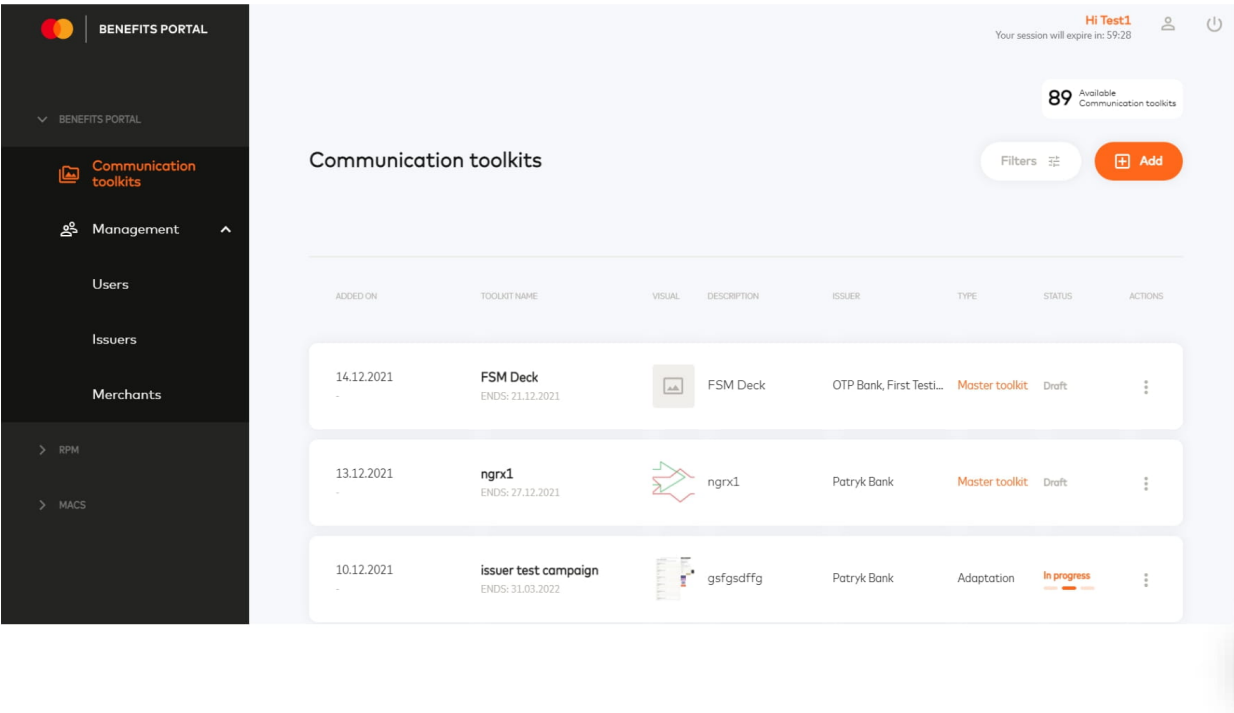 BENEFITS PORTAL
Hi Test1
Your session will expire in: 59:28
89 Available
Communication toolkits
BENEFITS PORTAL
Communication
toolkits
Management
Users
Issuers
Merchants
RPM
MACS
Communication toolkits
Filters
Add
ADDED ON TOOLKIT NAME VISUAL DESCRIPTION ISSUER TYPE STATUS ACTIONS
14.12.2021 FSM Deck FSM Deck OTP Bank, First Testi... Master toolkit Draft
- ENDS: 21.12.2021
13.12.2021 ngrx1 ngrx1 Patryk Bank Master toolkit Draft
- ENDS: 27.12.2021
10.12.2021 issuer test campaign gsfgsdffg Patryk Bank Adaptation In progress
- ENDS: 31.03.2022